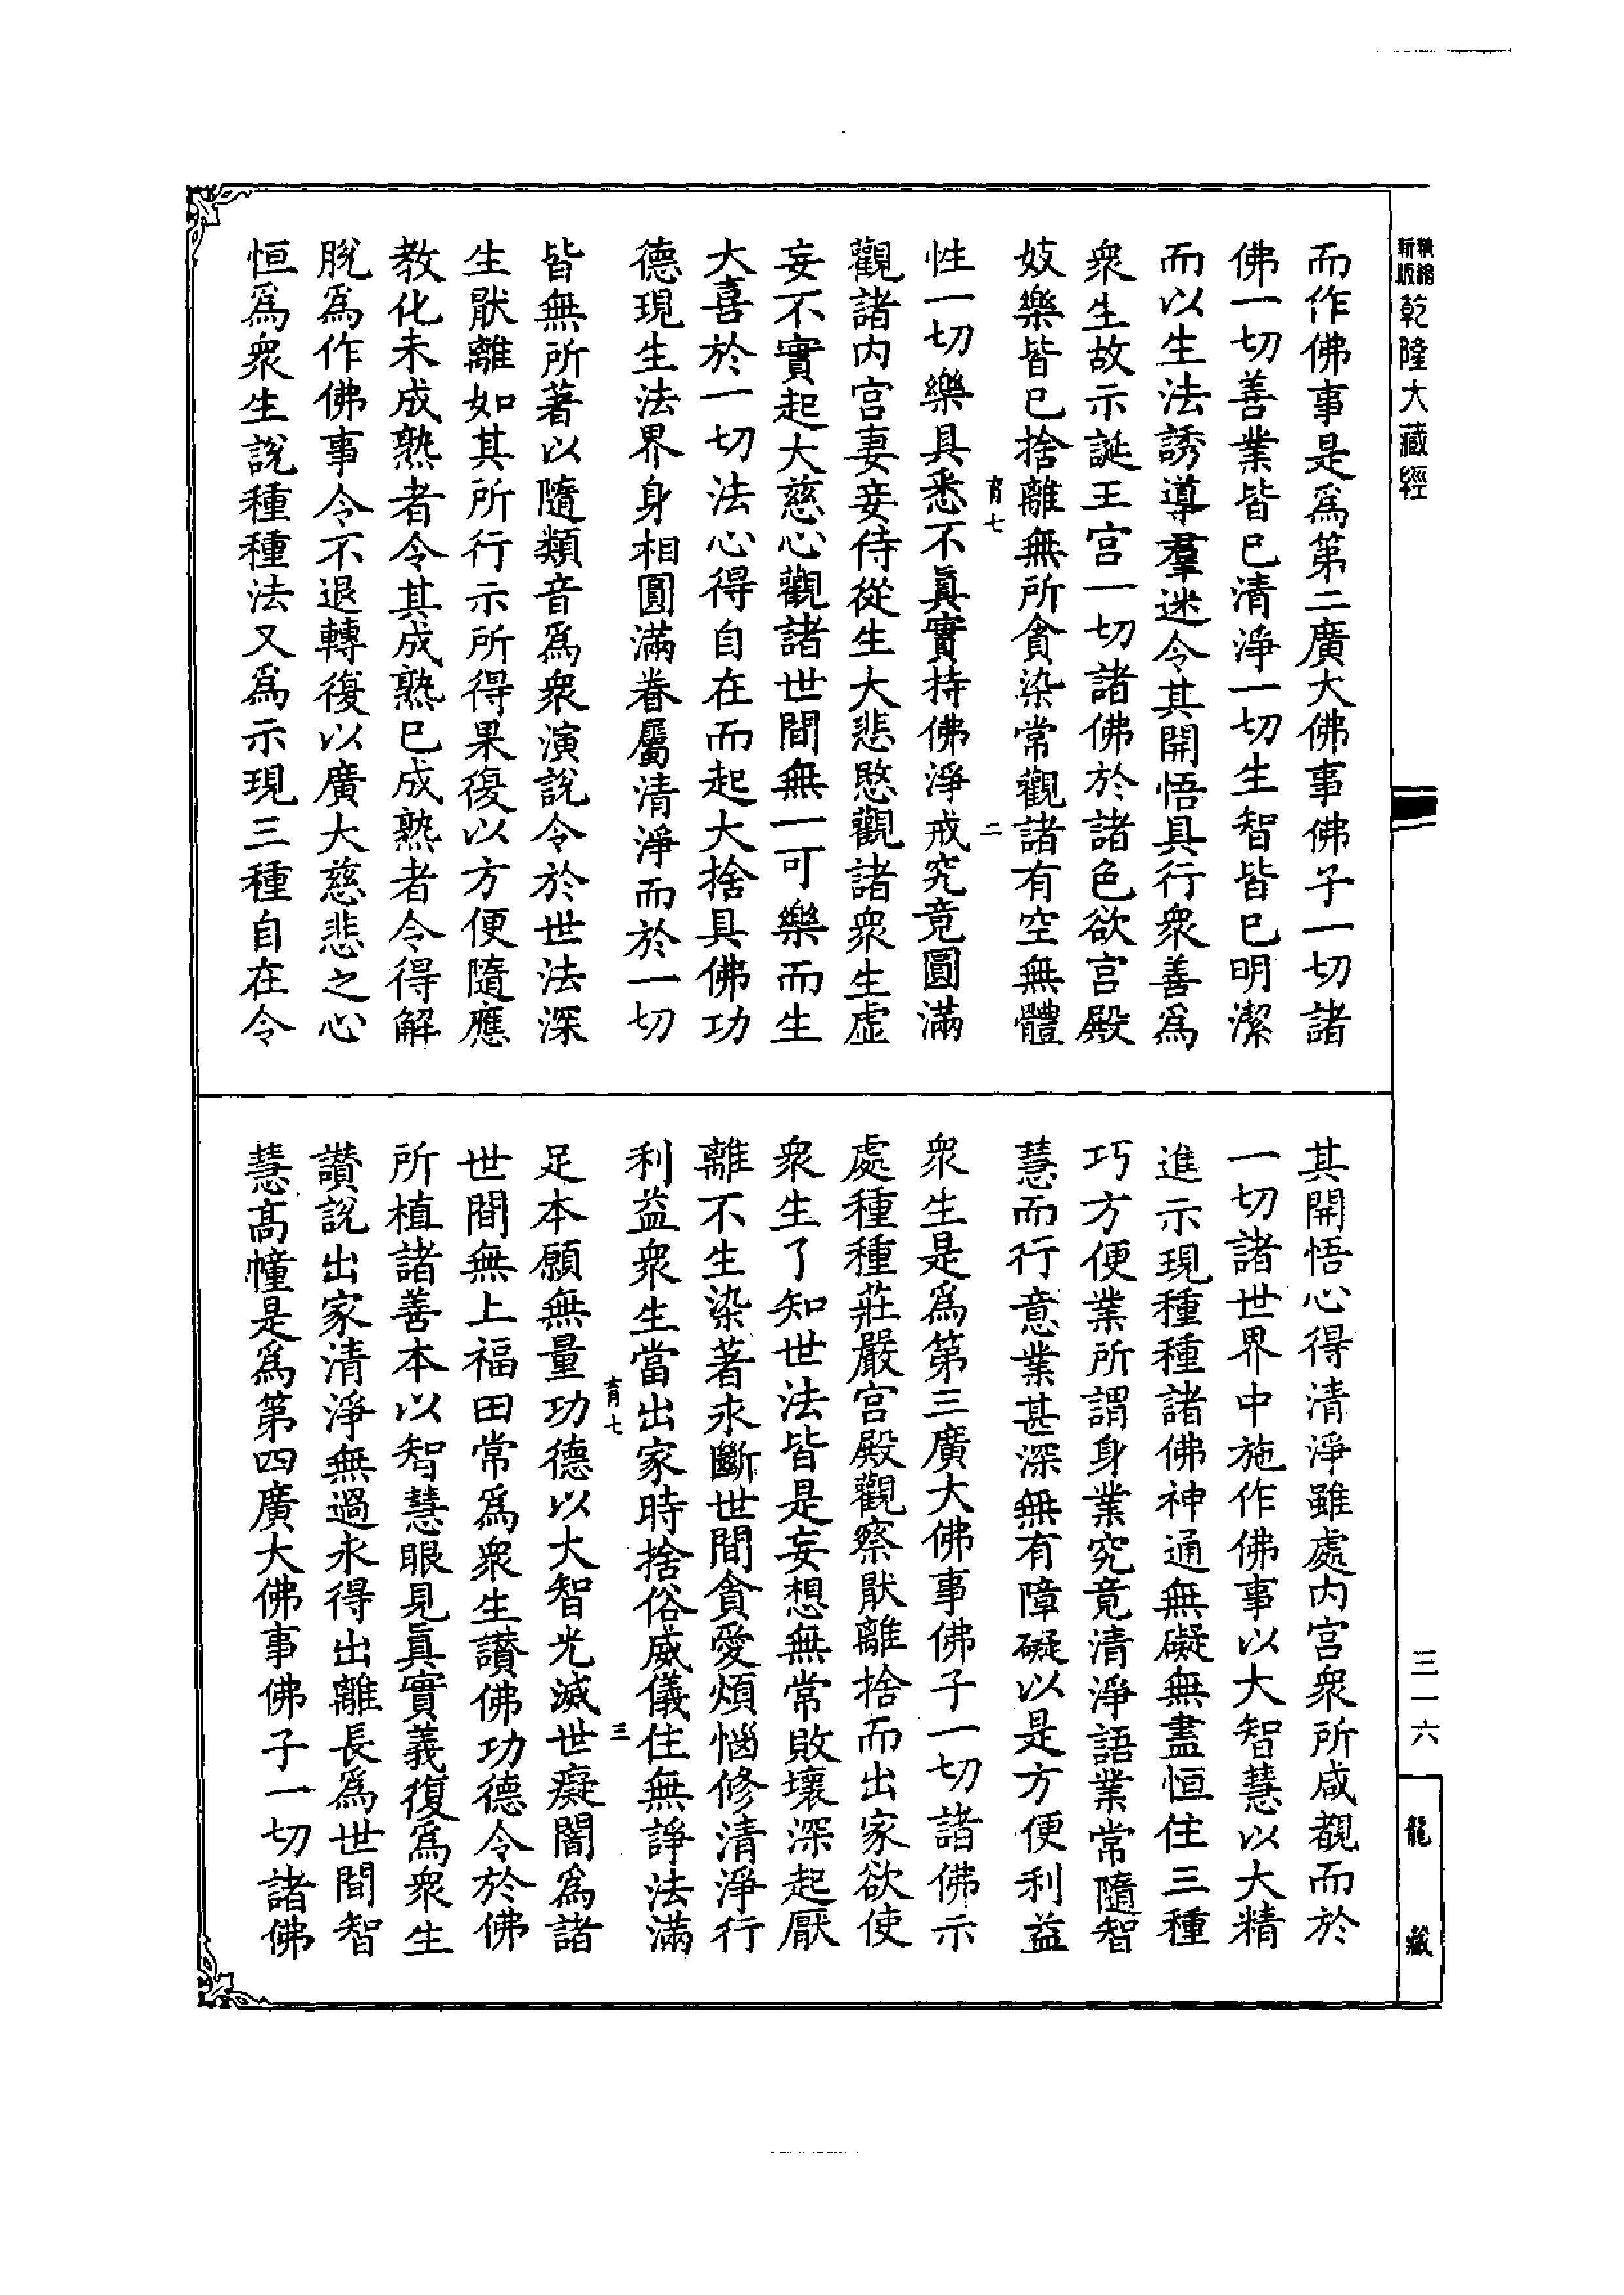 精縮新版乾隆大藏經
而作佛事是爲第二廣大佛事佛子一切諸
佛一切善業皆巳清淨一切生智皆巳明潔
而以生法誘導羣迷令其開悟具行衆善爲
衆生故示誕王宮一切諸佛於諸色欲宮殿
妓樂皆巳捨離無所貪染常觀諸有空無體
育七 二
性一切樂具悉不眞實持佛淨戒究竟圓滿
觀諸内宮妻妾侍從生大悲愍觀諸衆生虛
妄不實起大慈心觀諸世間無一可樂而生
大喜於一切法心得自在而起大捨具佛功
德現生法界身相圓滿眷屬清淨而於一切
皆無所著以隨類音爲衆演說令於世法深
生厭離如其所行示所得果復以方便隨應
教化未成熟者令其成熟巳成熟者令得解
脫爲作佛事令不退轉復以廣大慈悲之心
恒爲衆生說種種法又爲示現三種自在令
其開悟心得清淨雖處内宮衆所咸覩而於
一切諸世界中施作佛事以大智慧以大精
進示現種種諸佛神通無礙無盡恒住三種
巧方便業所謂身業究竟清淨語業常隨智
慧而行意業甚深無有障礙以是方便利益
衆生是爲第三廣大佛事佛子一切諸佛示
處種種莊嚴宮殿觀察厭離捨而出家欲使
衆生了知世法皆是妄想無常敗壞深起厭
離不生染著永斷世間貪愛煩惱修清淨行
利益衆生當出家時捨俗威儀住無諍法滿
育七 三
足本願無量功德以大智光滅世癡闇爲諸
世間無上福田常爲衆生讚佛功德令於佛
所植諸善本以智慧眼見眞實義復爲衆生
讚說出家清淨無過永得出離長爲世間智
慧高幢是爲第四廣大佛事佛子一切諸佛
三一六
龍藏